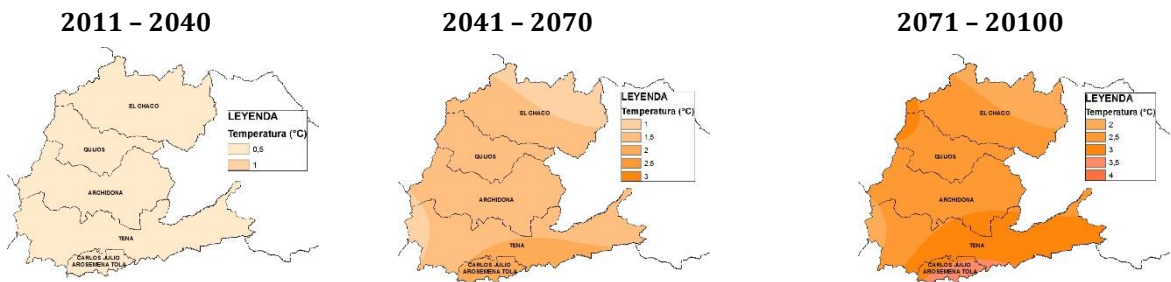 2011 – 2040
EL CHACO
QUIJOS
ARCHIDONA
TENA
CARLOS JULIO
AROSEMENA TOLA
LEYENDA
Temperatura (°C)
0,5
1
2041 – 2070
EL CHACO
QUIJOS
ARCHIDONA
TENA
CARLOS JULIO
AROSEMENA TOLA
LEYENDA
Temperatura (°C)
1
1,5
2
2,5
3
2071 – 20100
EL CHACO
QUIJOS
ARCHIDONA
TENA
CARLOS JULIO
AROSEMENA TOLA
LEYENDA
Temperatura (°C)
2
2,5
3
3,5
4